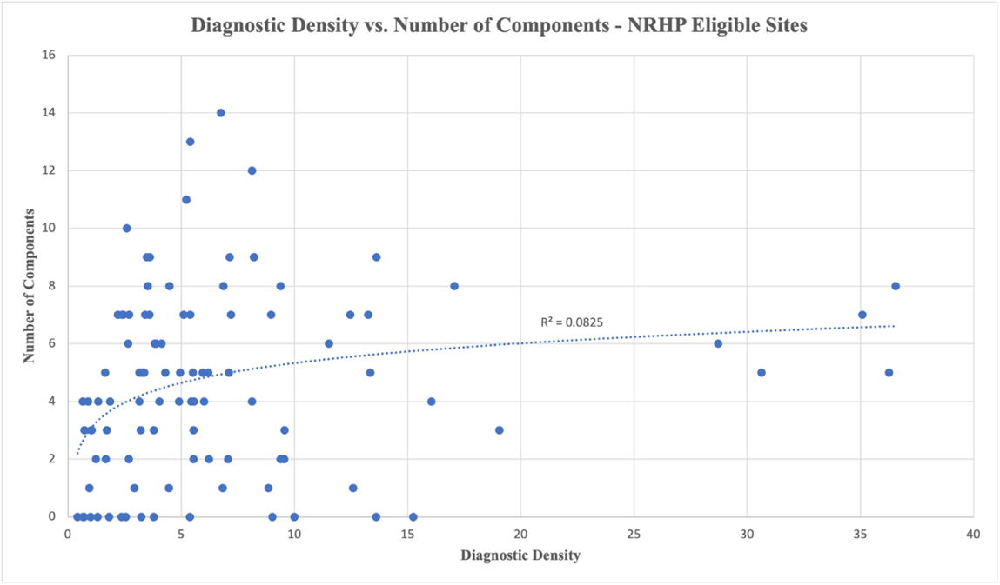 Diagnostic Density vs. Number of Components - NRHP Eligible Sites
16
14
12
10
8
6
4
2
0
Number of Components
R² = 0.0825
0 5 10 15 20 25 30 35 40
Diagnostic Density